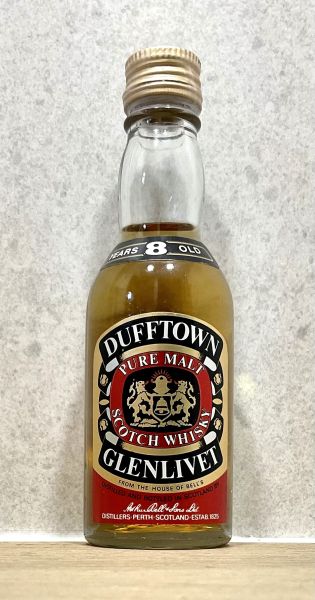 YEARS 8 OLD
DUFFTOWN
PURE MALT
SCOTCH WHISKY
GLENLIVET
FROM THE HOUSE OF BELL'S
DISTILLED AND BOTTLED IN SCOTLAND BY
Arthur Bell & Sons Ltd
DISTILLERS·PERTH·SCOTLAND·ESTAB. 1825